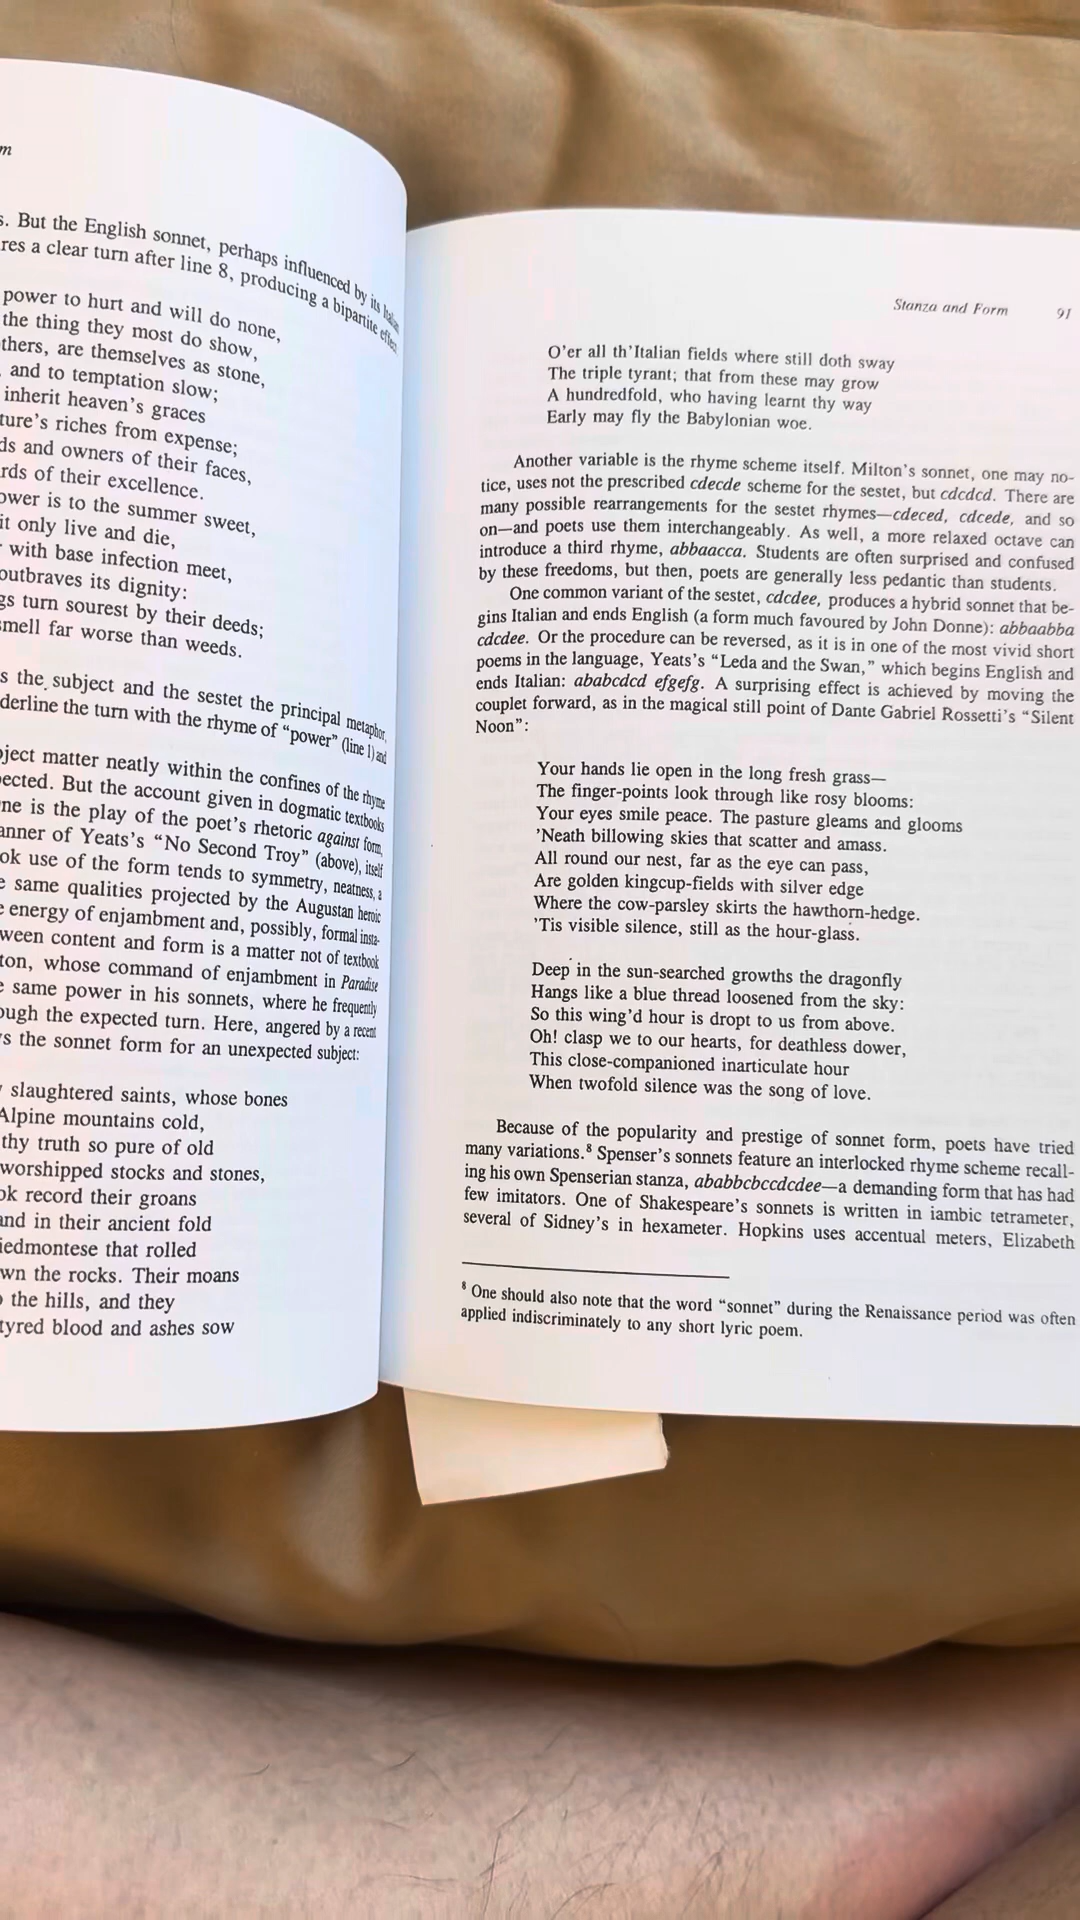 m
s. But the English sonnet, perhaps influenced by its Italian
res a clear turn after line 8, producing a bipartite effect
power to hurt and will do none,
the thing they most do show,
thers, are themselves as stone,
, and to temptation slow;
inherit heaven's graces
ture's riches from expense;
ds and owners of their faces,
rds of their excellence.
ower is to the summer sweet,
it only live and die,
with base infection meet,
outbraves its dignity:
gs turn sourest by their deeds;
mell far worse than weeds.
s the subject and the sestet the principal metaphor,
derline the turn with the rhyme of "power" (line 1) and
bject matter neatly within the confines of the rhyme
pected. But the account given in dogmatic textbooks
ne is the play of the poet's rhetoric against form,
anner of Yeats's "No Second Troy" (above), itself
ok use of the form tends to symmetry, neatness, a
e same qualities projected by the Augustan heroic
e energy of enjambment and, possibly, formal insta-
ween content and form is a matter not of textbook
ton, whose command of enjambment in Paradise
e same power in his sonnets, where he frequently
ough the expected turn. Here, angered by a recent
ys the sonnet form for an unexpected subject:
slaughtered saints, whose bones
Alpine mountains cold,
thy truth so pure of old
worshipped stocks and stones,
ok record their groans
and in their ancient fold
iedmontese that rolled
wn the rocks. Their moans
o the hills, and they
tyred blood and ashes sow
Stanza and Form 91
O'er all th'Italian fields where still doth sway
The triple tyrant; that from these may grow
A hundredfold, who having learnt thy way
Early may fly the Babylonian woe.
Another variable is the rhyme scheme itself. Milton's sonnet, one may no-
tice, uses not the prescribed cdecde scheme for the sestet, but cdcdcd. There are
many possible rearrangements for the sestet rhymes—cdeced, cdcede, and so
on—and poets use them interchangeably. As well, a more relaxed octave can
introduce a third rhyme, abbaacca. Students are often surprised and confused
by these freedoms, but then, poets are generally less pedantic than students.
One common variant of the sestet, cdcdee, produces a hybrid sonnet that be-
gins Italian and ends English (a form much favoured by John Donne): abbaabba
cdcdee. Or the procedure can be reversed, as it is in one of the most vivid short
poems in the language, Yeats's "Leda and the Swan," which begins English and
ends Italian: ababcdcd efgefg. A surprising effect is achieved by moving the
couplet forward, as in the magical still point of Dante Gabriel Rossetti's "Silent
Noon":
Your hands lie open in the long fresh grass—
The finger-points look through like rosy blooms:
Your eyes smile peace. The pasture gleams and glooms
'Neath billowing skies that scatter and amass.
All round our nest, far as the eye can pass,
Are golden kingcup-fields with silver edge
Where the cow-parsley skirts the hawthorn-hedge.
'Tis visible silence, still as the hour-glass.
Deep in the sun-searched growths the dragonfly
Hangs like a blue thread loosened from the sky:
So this wing'd hour is dropt to us from above.
Oh! clasp we to our hearts, for deathless dower,
This close-companioned inarticulate hour
When twofold silence was the song of love.
Because of the popularity and prestige of sonnet form, poets have tried
many variations.⁸ Spenser's sonnets feature an interlocked rhyme scheme recall-
ing his own Spenserian stanza, ababbcbccdcdee—a demanding form that has had
few imitators. One of Shakespeare's sonnets is written in iambic tetrameter,
several of Sidney's in hexameter. Hopkins uses accentual meters, Elizabeth
⁸ One should also note that the word "sonnet" during the Renaissance period was often
applied indiscriminately to any short lyric poem.